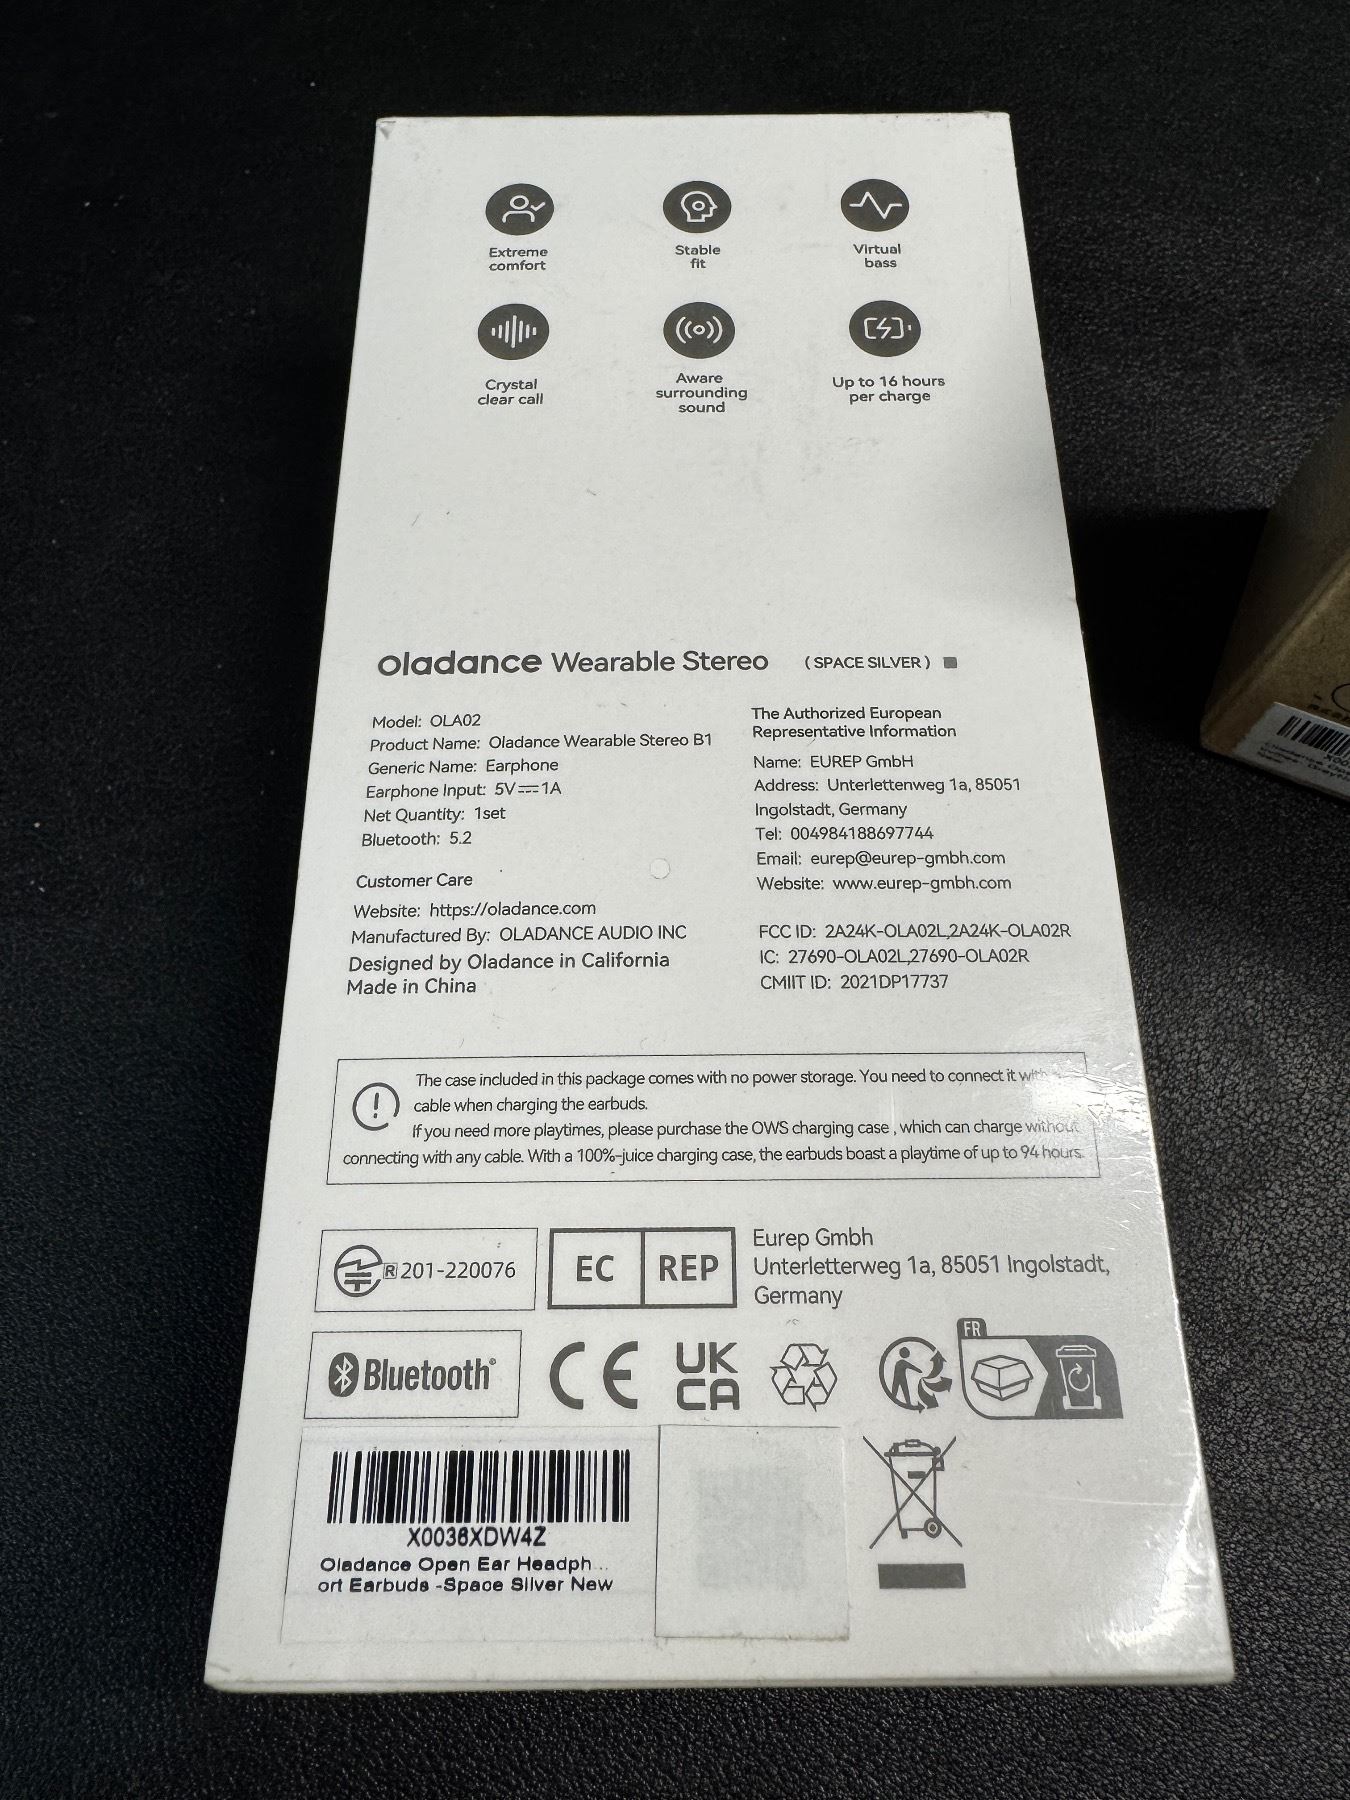 Extreme
comfort
Stable
fit
Virtual
bass
Crystal
clear call
Aware
surrounding
sound
Up to 16 hours
per charge
oladance Wearable Stereo (SPACE SILVER)
Model: OLA02
Product Name: Oladance Wearable Stereo B1
Generic Name: Earphone
Earphone Input: 5V⎓1A
Net Quantity: 1set
Bluetooth: 5.2
Customer Care
Website: https://oladance.com
Manufactured By: OLADANCE AUDIO INC
Designed by Oladance in California
Made in China
The Authorized European
Representative Information
Name: EUREP GmbH
Address: Unterlettenweg 1a, 85051
Ingolstadt, Germany
Tel: 004984188697744
Email: eurep@eurep-gmbh.com
Website: www.eurep-gmbh.com
FCC ID: 2A24K-OLA02L,2A24K-OLA02R
IC: 27690-OLA02L,27690-OLA02R
CMIIT ID: 2021DP17737
The case included in this package comes with no power storage. You need to connect it with
cable when charging the earbuds.
If you need more playtimes, please purchase the OWS charging case , which can charge without
connecting with any cable. With a 100%-juice charging case, the earbuds boast a playtime of up to 94 hours.
R 201-220076
EC REP
Eurep Gmbh
Unterletterweg 1a, 85051 Ingolstadt,
Germany
Bluetooth®
CE
UK
CA
FR
X0036XDW4Z
Oladance Open Ear Headph...
ort Earbuds -Space Silver New